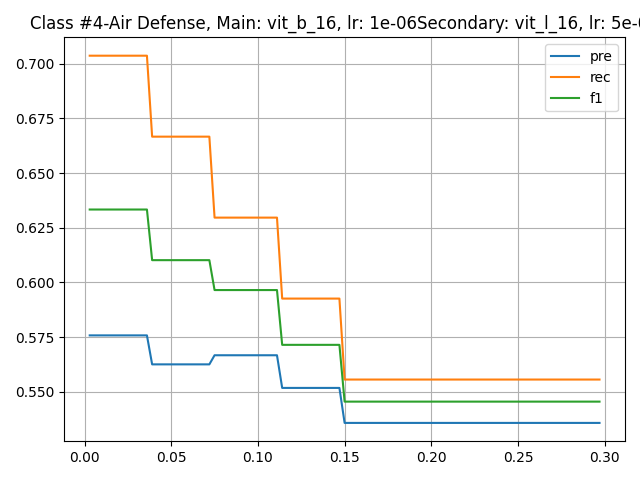 Class #4-Air Defense, Main: vit_b_16, lr: 1e-06Secondary: vit_l_16, lr: 5e-
pre
rec
f1
0.700
0.675
0.650
0.625
0.600
0.575
0.550
0.00 0.05 0.10 0.15 0.20 0.25 0.30